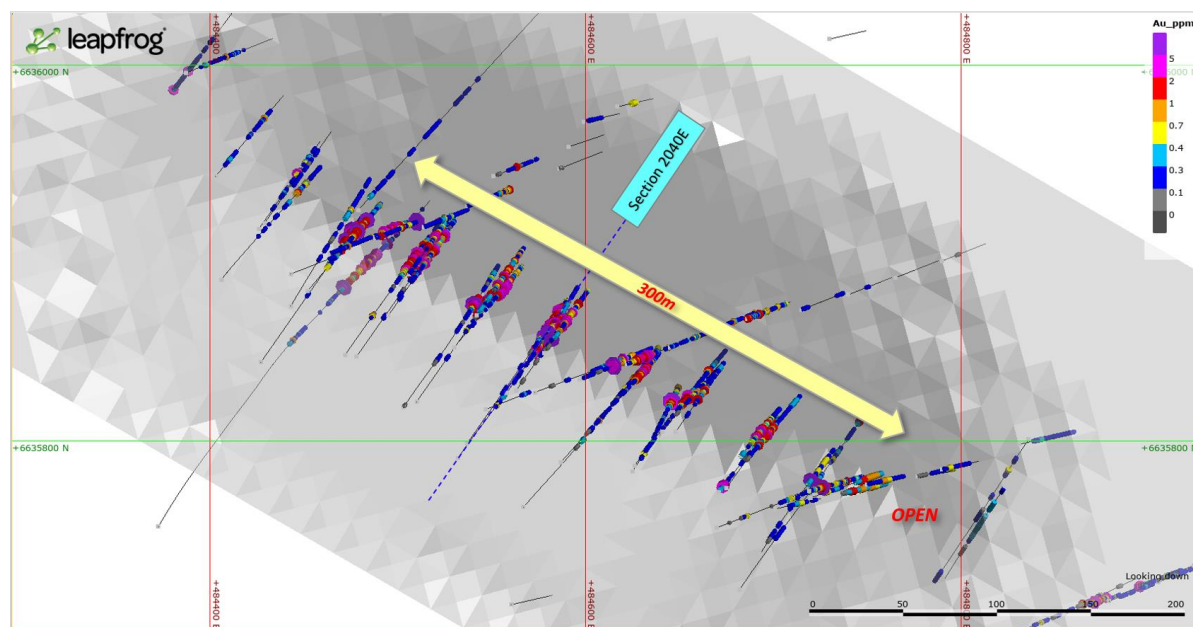 leapfrog
+484400 E
+484600 E
+484800 E
Au_ppm
5
2
1
0.7
0.4
0.3
0.1
0
+6636000 N
Section 2040E
300m
+6635800 N
OPEN
Looking down
0 50 100 150 200